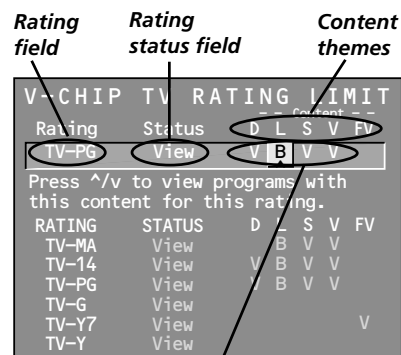 Rating field
Rating status field
Content themes
V-CHIP TV RATING LIMIT
- - Content - -
Rating Status D L S V FV
TV-PG View V B V V
Press ^/v to view programs with
this content for this rating.
RATING STATUS D L S V FV
TV-MA View B V V
TV-14 View V B V V
TV-PG View V B V V
TV-G View
TV-Y7 View V
TV-Y View